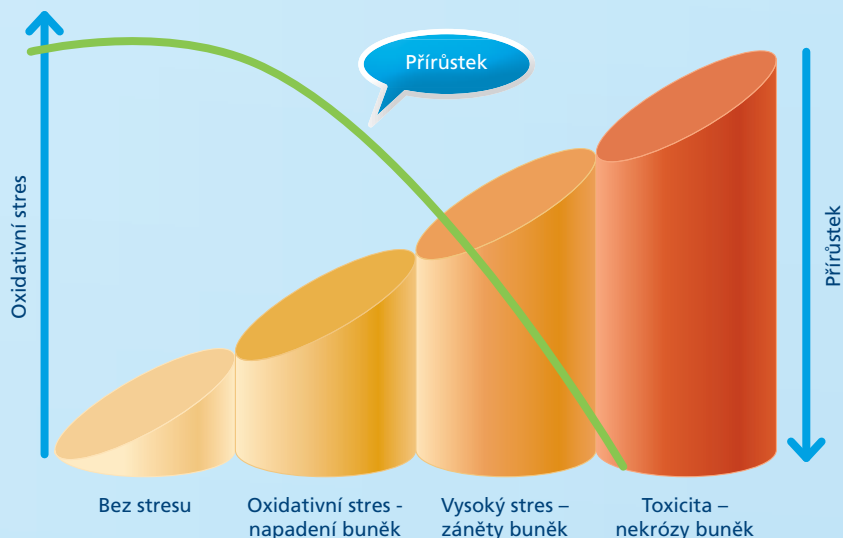 Přírůstek
Oxidativní stres
Přírůstek
Bez stresu
Oxidativní stres -
napadení buněk
Vysoký stres –
záněty buněk
Toxicita –
nekrózy buněk